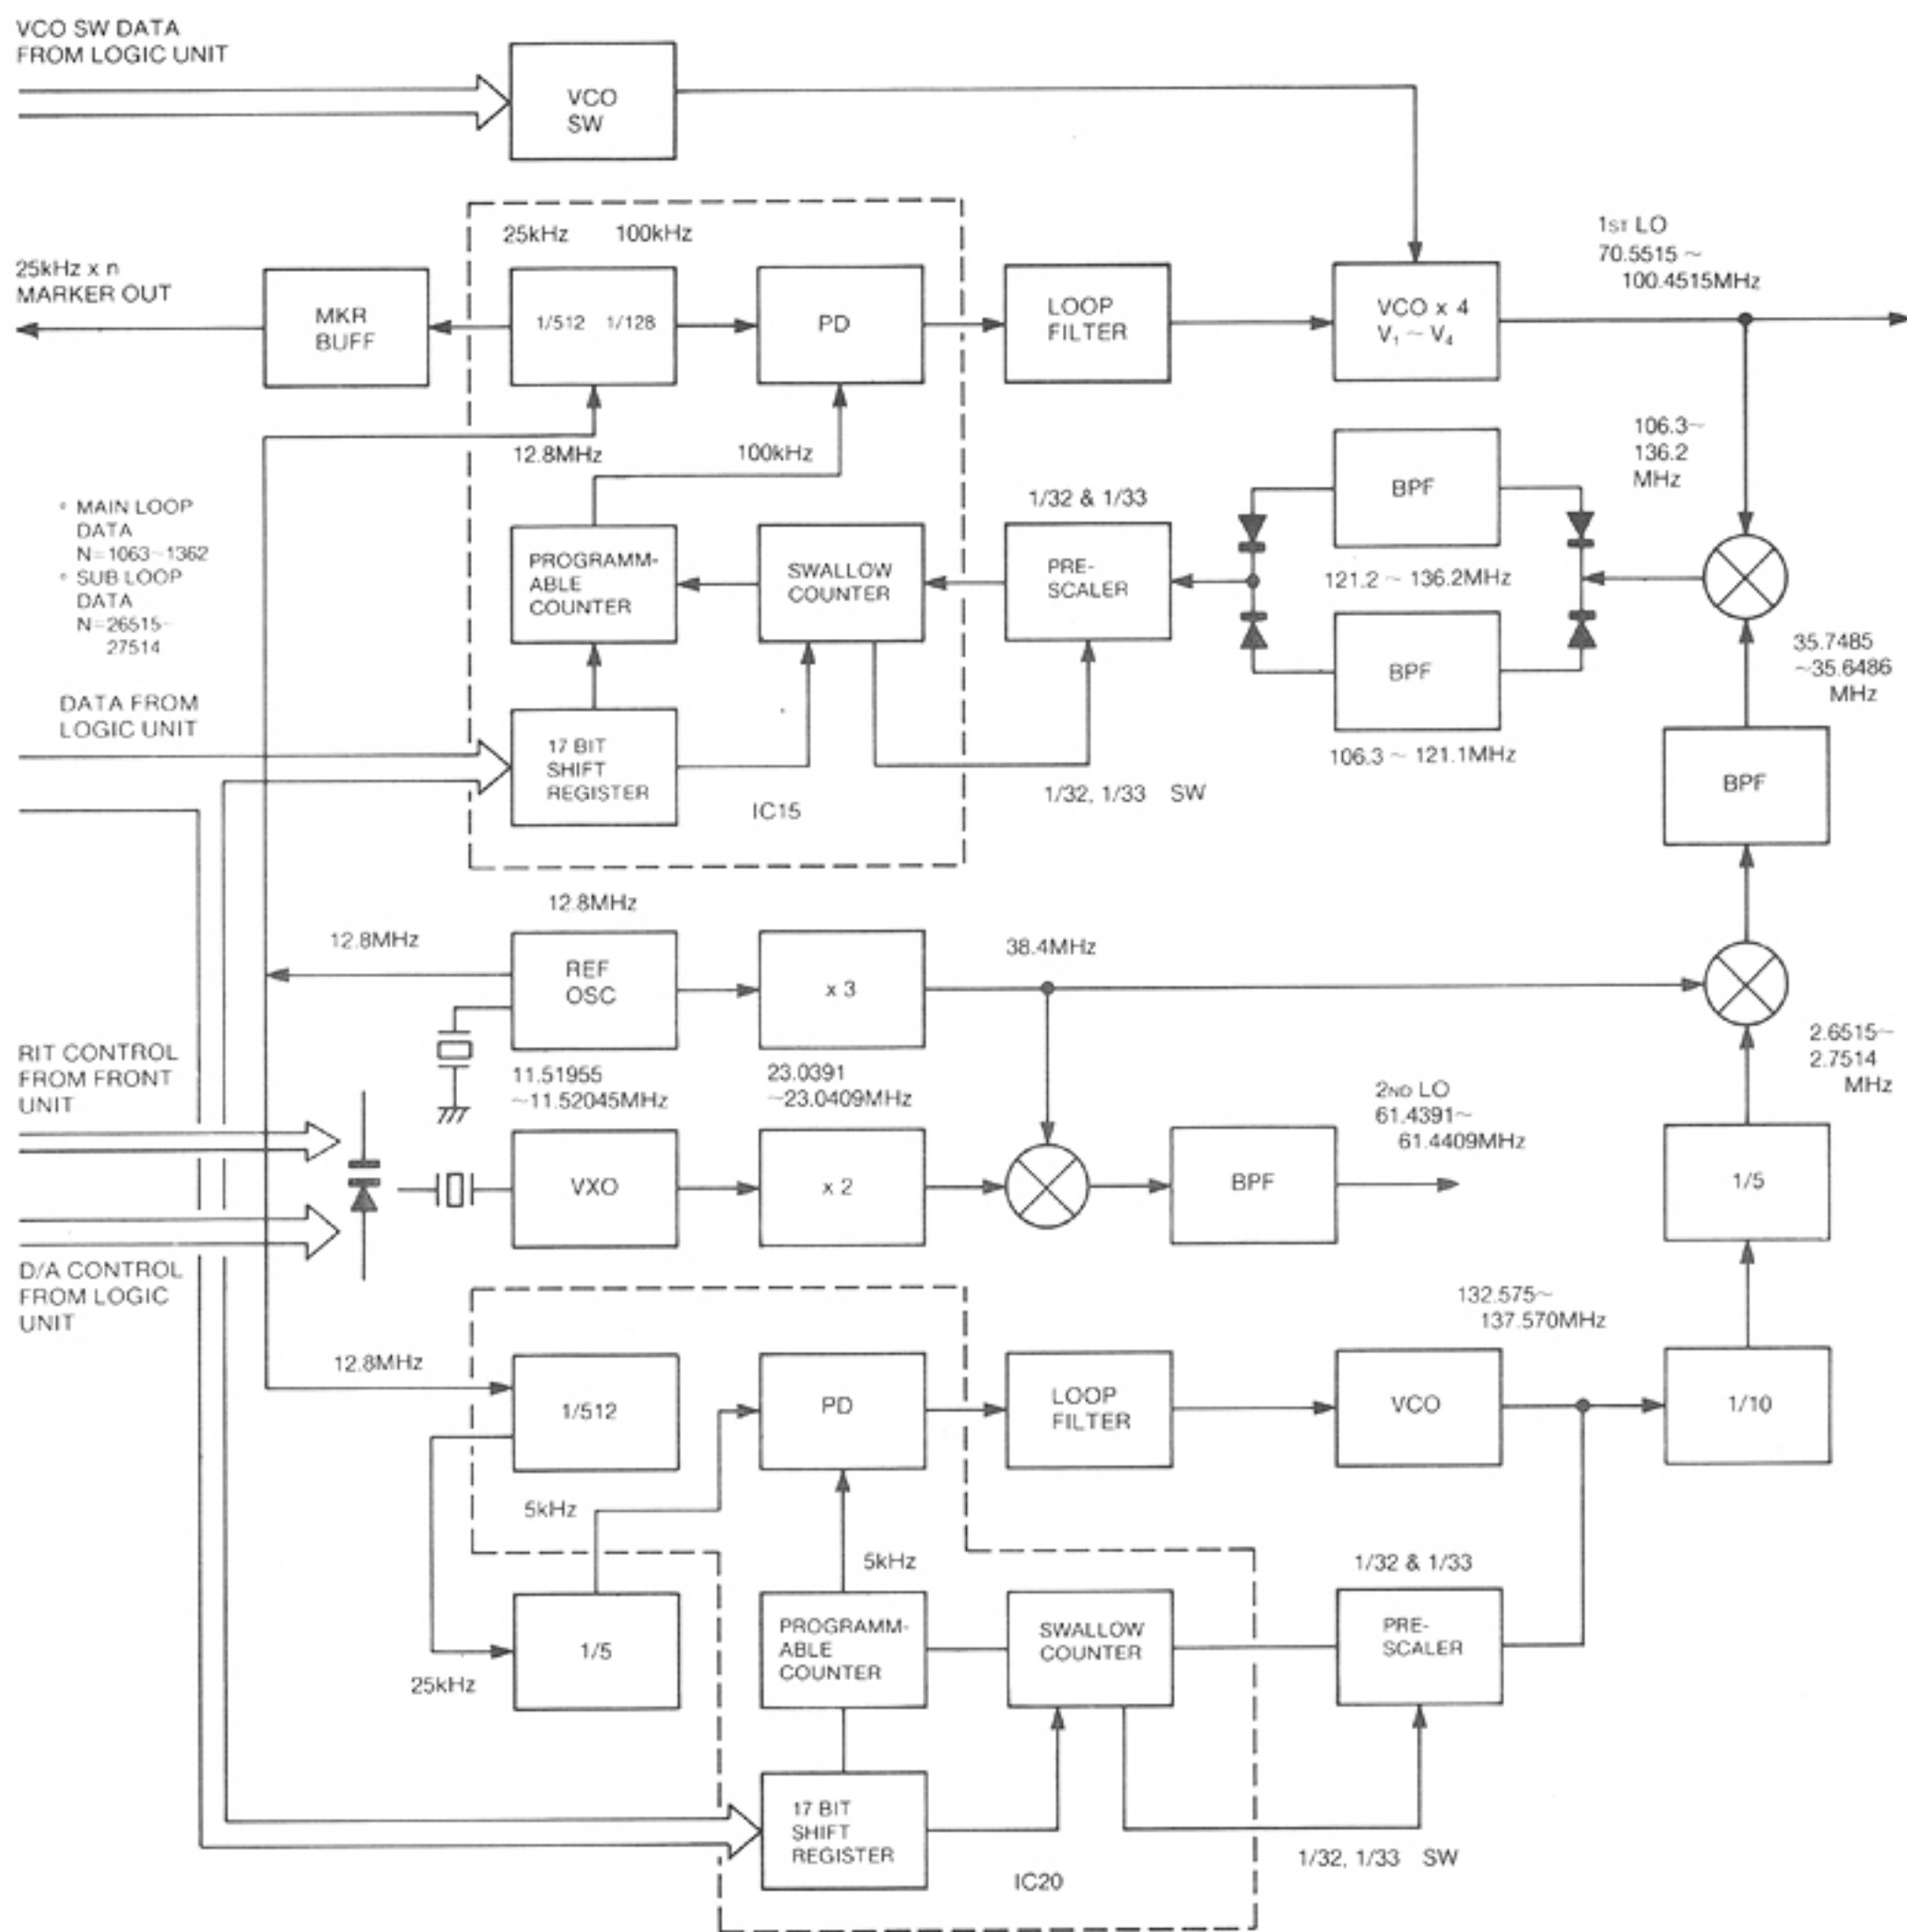 VCO SW DATA
FROM LOGIC UNIT
VCO
SW
25kHz 100kHz
1ST LO
70.5515 ~
100.4515MHz
25kHz x n
MARKER OUT
MKR
BUFF
1/512 1/128
PD
LOOP
FILTER
VCO x 4
V1 ~ V4
12.8MHz
100kHz
106.3~
136.2
MHz
° MAIN LOOP
DATA
N=1063~1362
° SUB LOOP
DATA
N=26515~
27514
PROGRAMM-
ABLE
COUNTER
SWALLOW
COUNTER
1/32 & 1/33
PRE-
SCALER
BPF
121.2 ~ 136.2MHz
BPF
106.3 ~ 121.1MHz
35.7485
~35.6486
MHz
DATA FROM
LOGIC UNIT
17 BIT
SHIFT
REGISTER
IC15
1/32, 1/33 SW
BPF
12.8MHz
12.8MHz
REF
OSC
x 3
38.4MHz
2.6515~
2.7514
MHz
RIT CONTROL
FROM FRONT
UNIT
11.51955
~11.52045MHz
23.0391
~23.0409MHz
2ND LO
61.4391~
61.4409MHz
VXO
x 2
BPF
1/5
D/A CONTROL
FROM LOGIC
UNIT
132.575~
137.570MHz
12.8MHz
1/512
PD
LOOP
FILTER
VCO
1/10
5kHz
5kHz
1/32 & 1/33
1/5
25kHz
PROGRAMM-
ABLE
COUNTER
SWALLOW
COUNTER
PRE-
SCALER
17 BIT
SHIFT
REGISTER
IC20
1/32, 1/33 SW